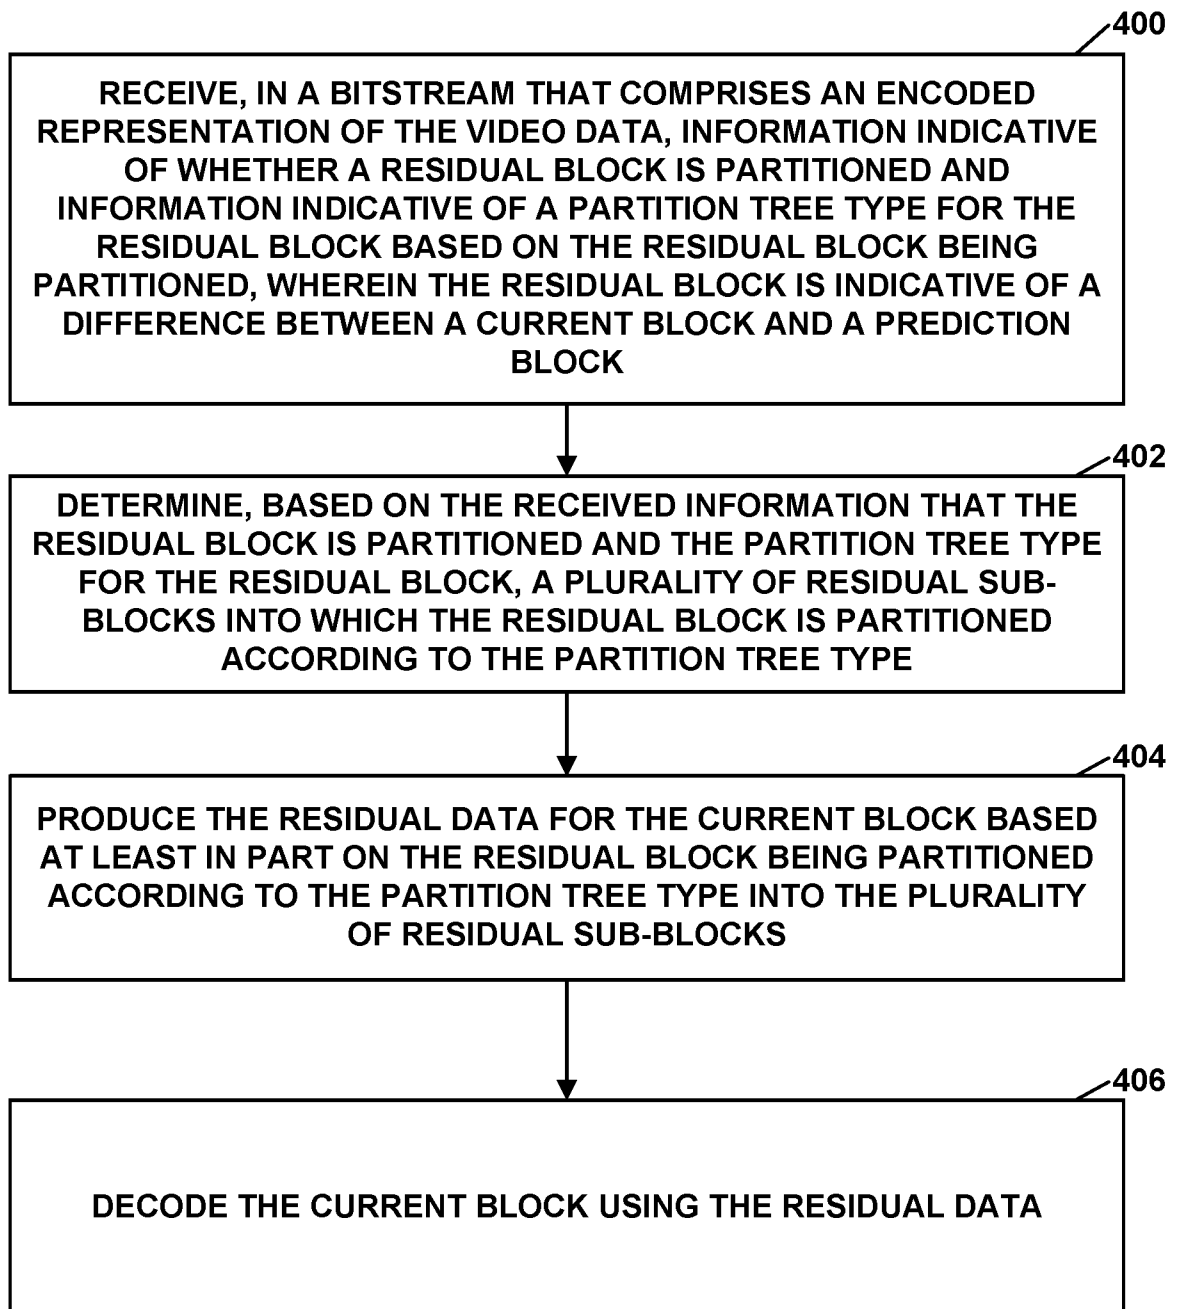 400
RECEIVE, IN A BITSTREAM THAT COMPRISES AN ENCODED
REPRESENTATION OF THE VIDEO DATA, INFORMATION INDICATIVE
OF WHETHER A RESIDUAL BLOCK IS PARTITIONED AND
INFORMATION INDICATIVE OF A PARTITION TREE TYPE FOR THE
RESIDUAL BLOCK BASED ON THE RESIDUAL BLOCK BEING
PARTITIONED, WHEREIN THE RESIDUAL BLOCK IS INDICATIVE OF A
DIFFERENCE BETWEEN A CURRENT BLOCK AND A PREDICTION
BLOCK
402
DETERMINE, BASED ON THE RECEIVED INFORMATION THAT THE
RESIDUAL BLOCK IS PARTITIONED AND THE PARTITION TREE TYPE
FOR THE RESIDUAL BLOCK, A PLURALITY OF RESIDUAL SUB-
BLOCKS INTO WHICH THE RESIDUAL BLOCK IS PARTITIONED
ACCORDING TO THE PARTITION TREE TYPE
404
PRODUCE THE RESIDUAL DATA FOR THE CURRENT BLOCK BASED
AT LEAST IN PART ON THE RESIDUAL BLOCK BEING PARTITIONED
ACCORDING TO THE PARTITION TREE TYPE INTO THE PLURALITY
OF RESIDUAL SUB-BLOCKS
406
DECODE THE CURRENT BLOCK USING THE RESIDUAL DATA